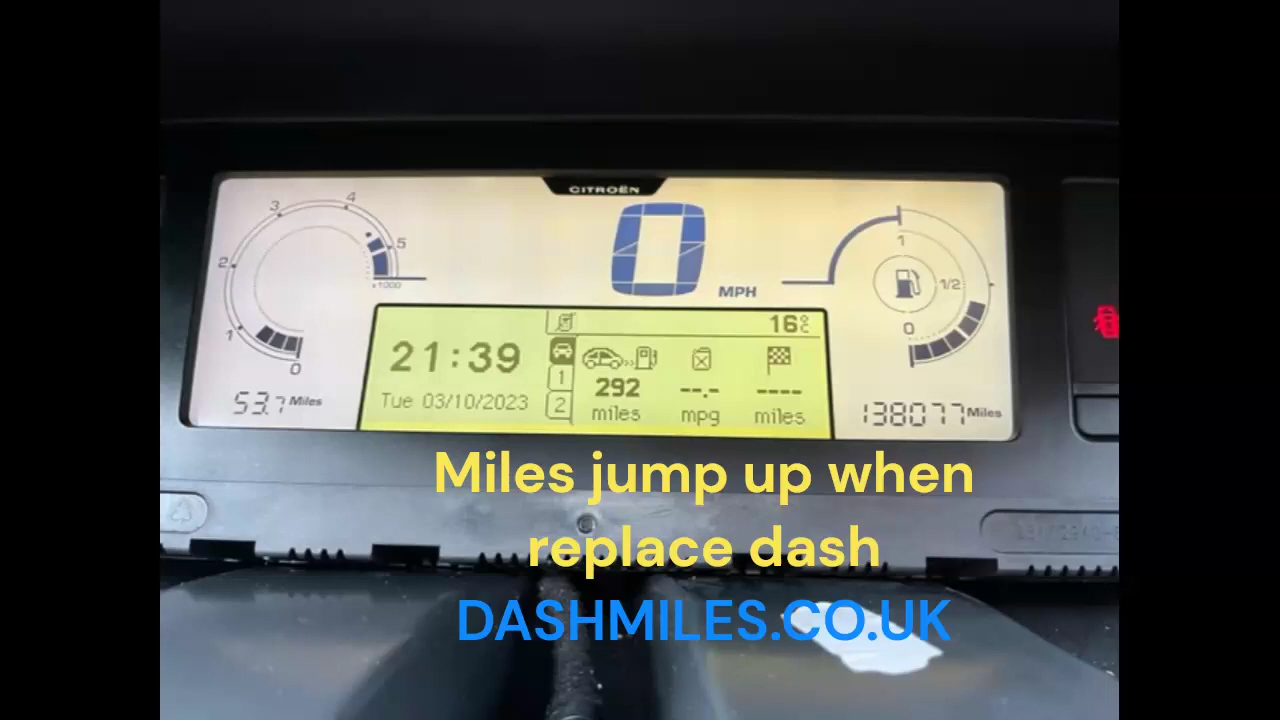 CITROËN
3
4
2
5
x1000
1
0
0
MPH
1
1/2
0
16°C
21:39
1
292
--.-
----
Tue 03/10/2023
2
miles
mpg
miles
53.7 Miles
138077 Miles
Miles jump up when
replace dash
DASHMILES.CO.UK